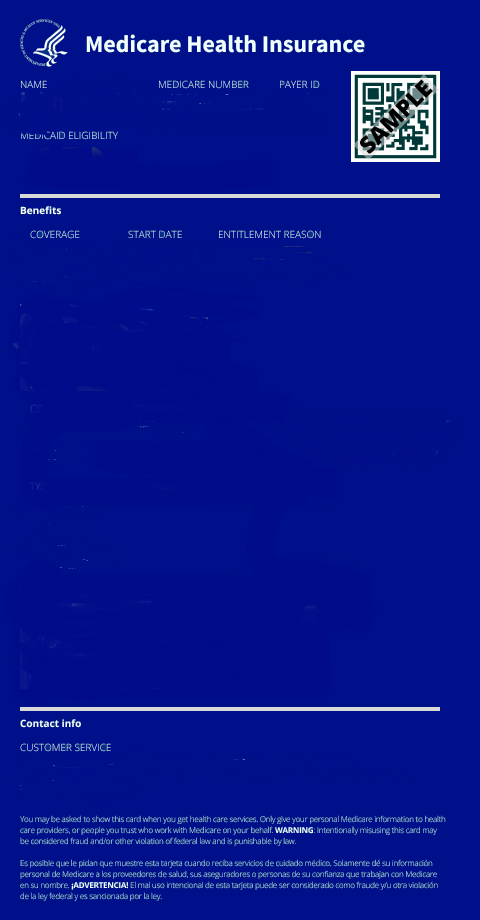 Medicare Health Insurance
NAME MEDICARE NUMBER PAYER ID
SAMPLE
MEDICAID ELIGIBILITY
Benefits
COVERAGE START DATE ENTITLEMENT REASON
Contact info
CUSTOMER SERVICE
You may be asked to show this card when you get health care services. Only give your personal Medicare information to health
care providers, or people you trust who work with Medicare on your behalf. WARNING: Intentionally misusing this card may
be considered fraud and/or other violation of federal law and is punishable by law.
Es posible que le pidan que muestre esta tarjeta cuando reciba servicios de cuidado médico. Solamente dé su información
personal de Medicare a los proveedores de salud, sus aseguradores o personas de su confianza que trabajan con Medicare
en su nombre. ¡ADVERTENCIA! El mal uso intencional de esta tarjeta puede ser considerado como fraude y/u otra violación
de la ley federal y es sancionada por la ley.